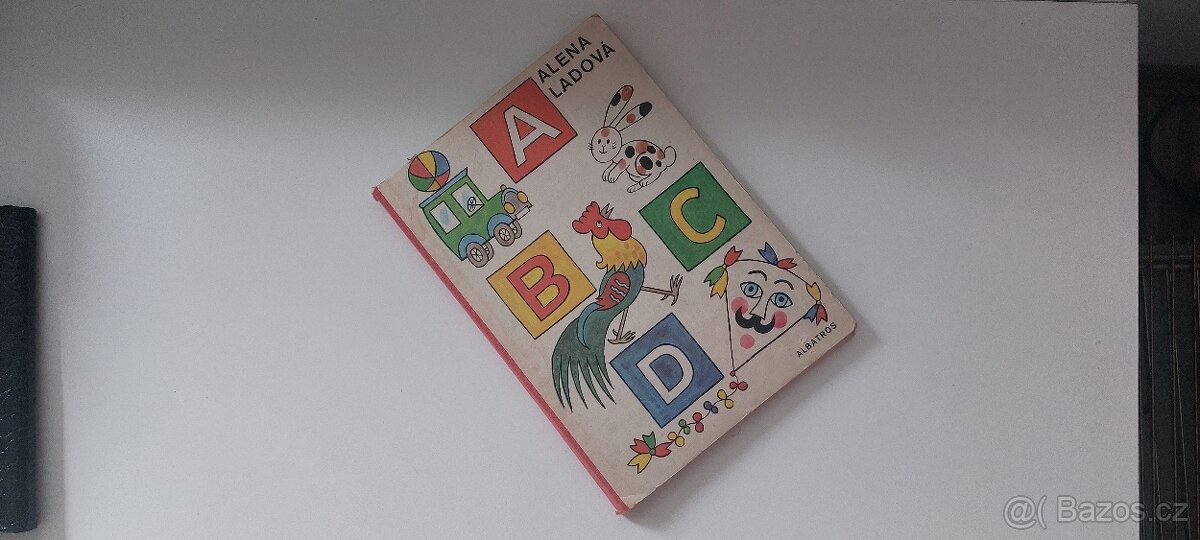 ALENA
LADOVÁ
A
B
C
D
ALBATROS
@( Bazos.cz